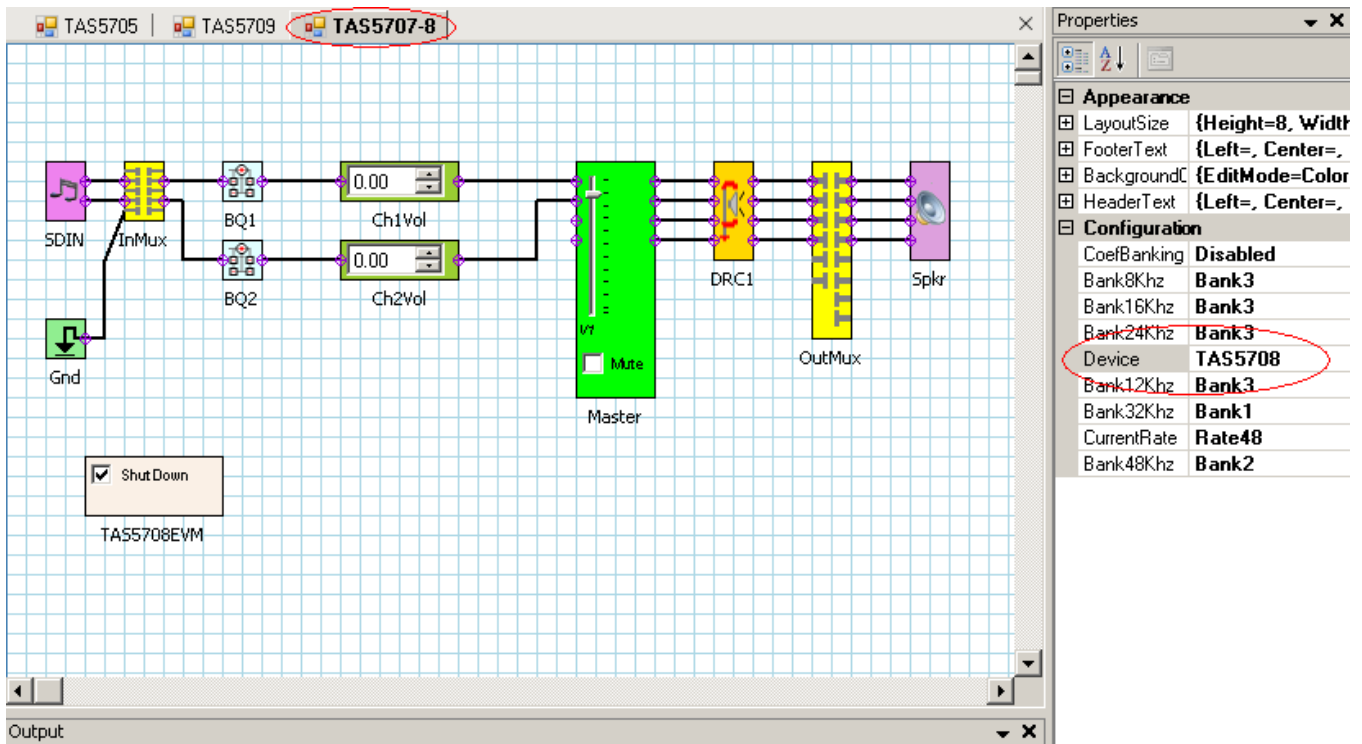 TAS5705 TAS5709 TAS5707-8
Properties
Appearance
LayoutSize {Height=8, Width
FooterText {Left=, Center=,
BackgroundC {EditMode=Color
HeaderText {Left=, Center=,
Configuration
CoefBanking Disabled
Bank8Khz Bank3
Bank16Khz Bank3
Bank24Khz Bank3
Device TAS5708
Bank12Khz Bank3
Bank32Khz Bank1
CurrentRate Rate48
Bank48Khz Bank2
0.00
SDIN InMux BQ1 Ch1Vol
0.00
BQ2 Ch2Vol
DRC1 Spkr
Mute
OutMux
Gnd
Master
ShutDown
TAS5708EVM
Output